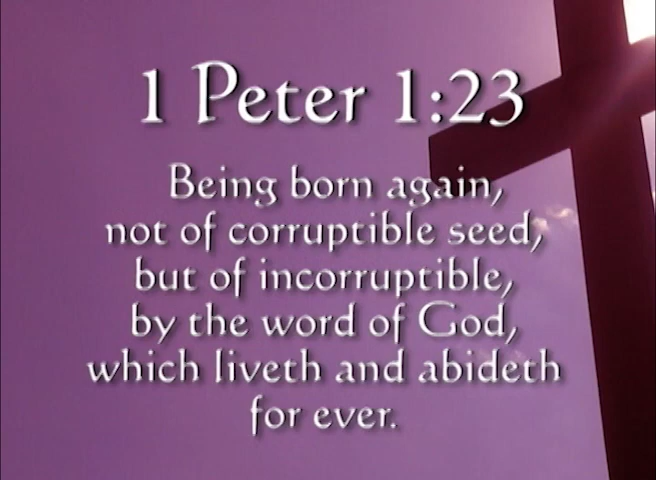 1 Peter 1:23
Being born again,
not of corruptible seed,
but of incorruptible,
by the word of God,
which liveth and abideth
for ever.